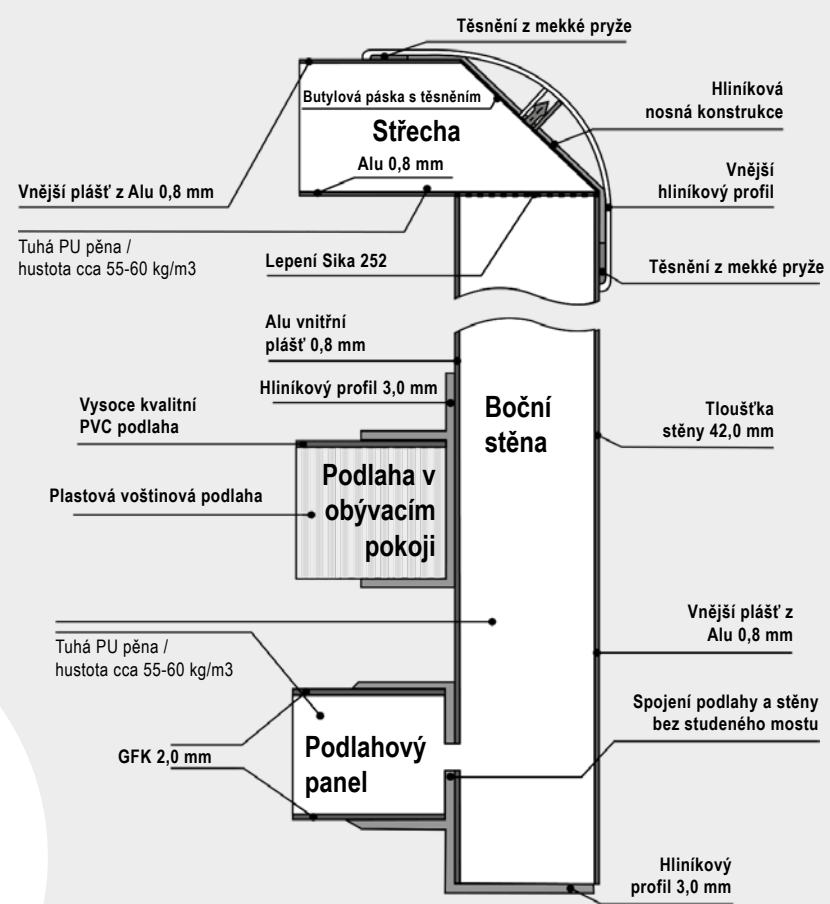 Těsnění z mekké pryže
Butylová páska s těsněním
Střecha
Alu 0,8 mm
Hliníková
nosná konstrukce
Vnější plášť z Alu 0,8 mm
Vnější
hliníkový profil
Tuhá PU pěna /
hustota cca 55-60 kg/m3
Lepení Sika 252
Těsnění z mekké pryže
Alu vnitřní
plášť 0,8 mm
Hliníkový profil 3,0 mm
Vysoce kvalitní
PVC podlaha
Boční
stěna
Tloušťka
stěny 42,0 mm
Plastová voštinová podlaha
Podlaha v
obývacím
pokoji
Vnější plášť z
Alu 0,8 mm
Tuhá PU pěna /
hustota cca 55-60 kg/m3
Spojení podlahy a stěny
bez studeného mostu
GFK 2,0 mm
Podlahový
panel
Hliníkový
profil 3,0 mm